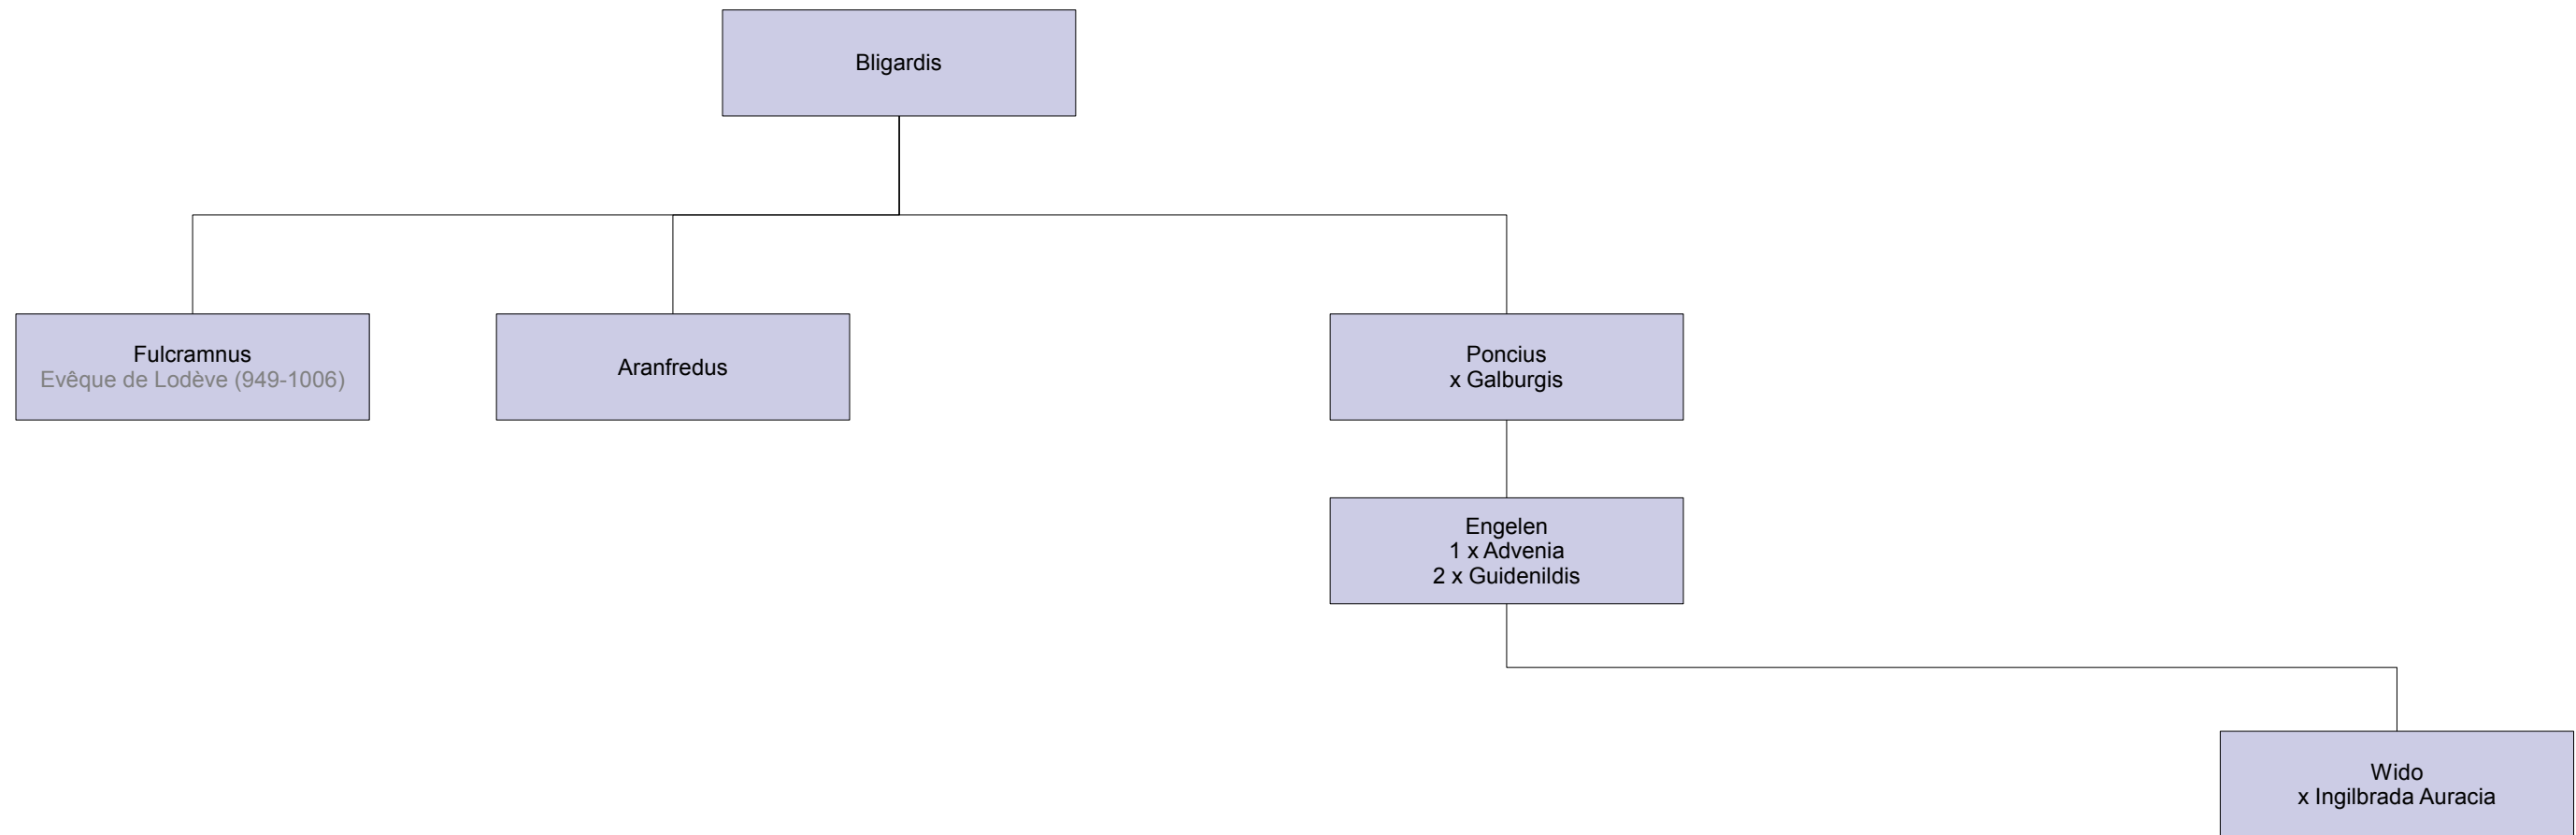 Bligardis
Fulcramnus
Evêque de Lodève (949-1006)
Aranfredus
Poncius
x Galburgis
Engelen
1 x Advenia
2 x Guidenildis
Wido
x Ingilbrada Auracia